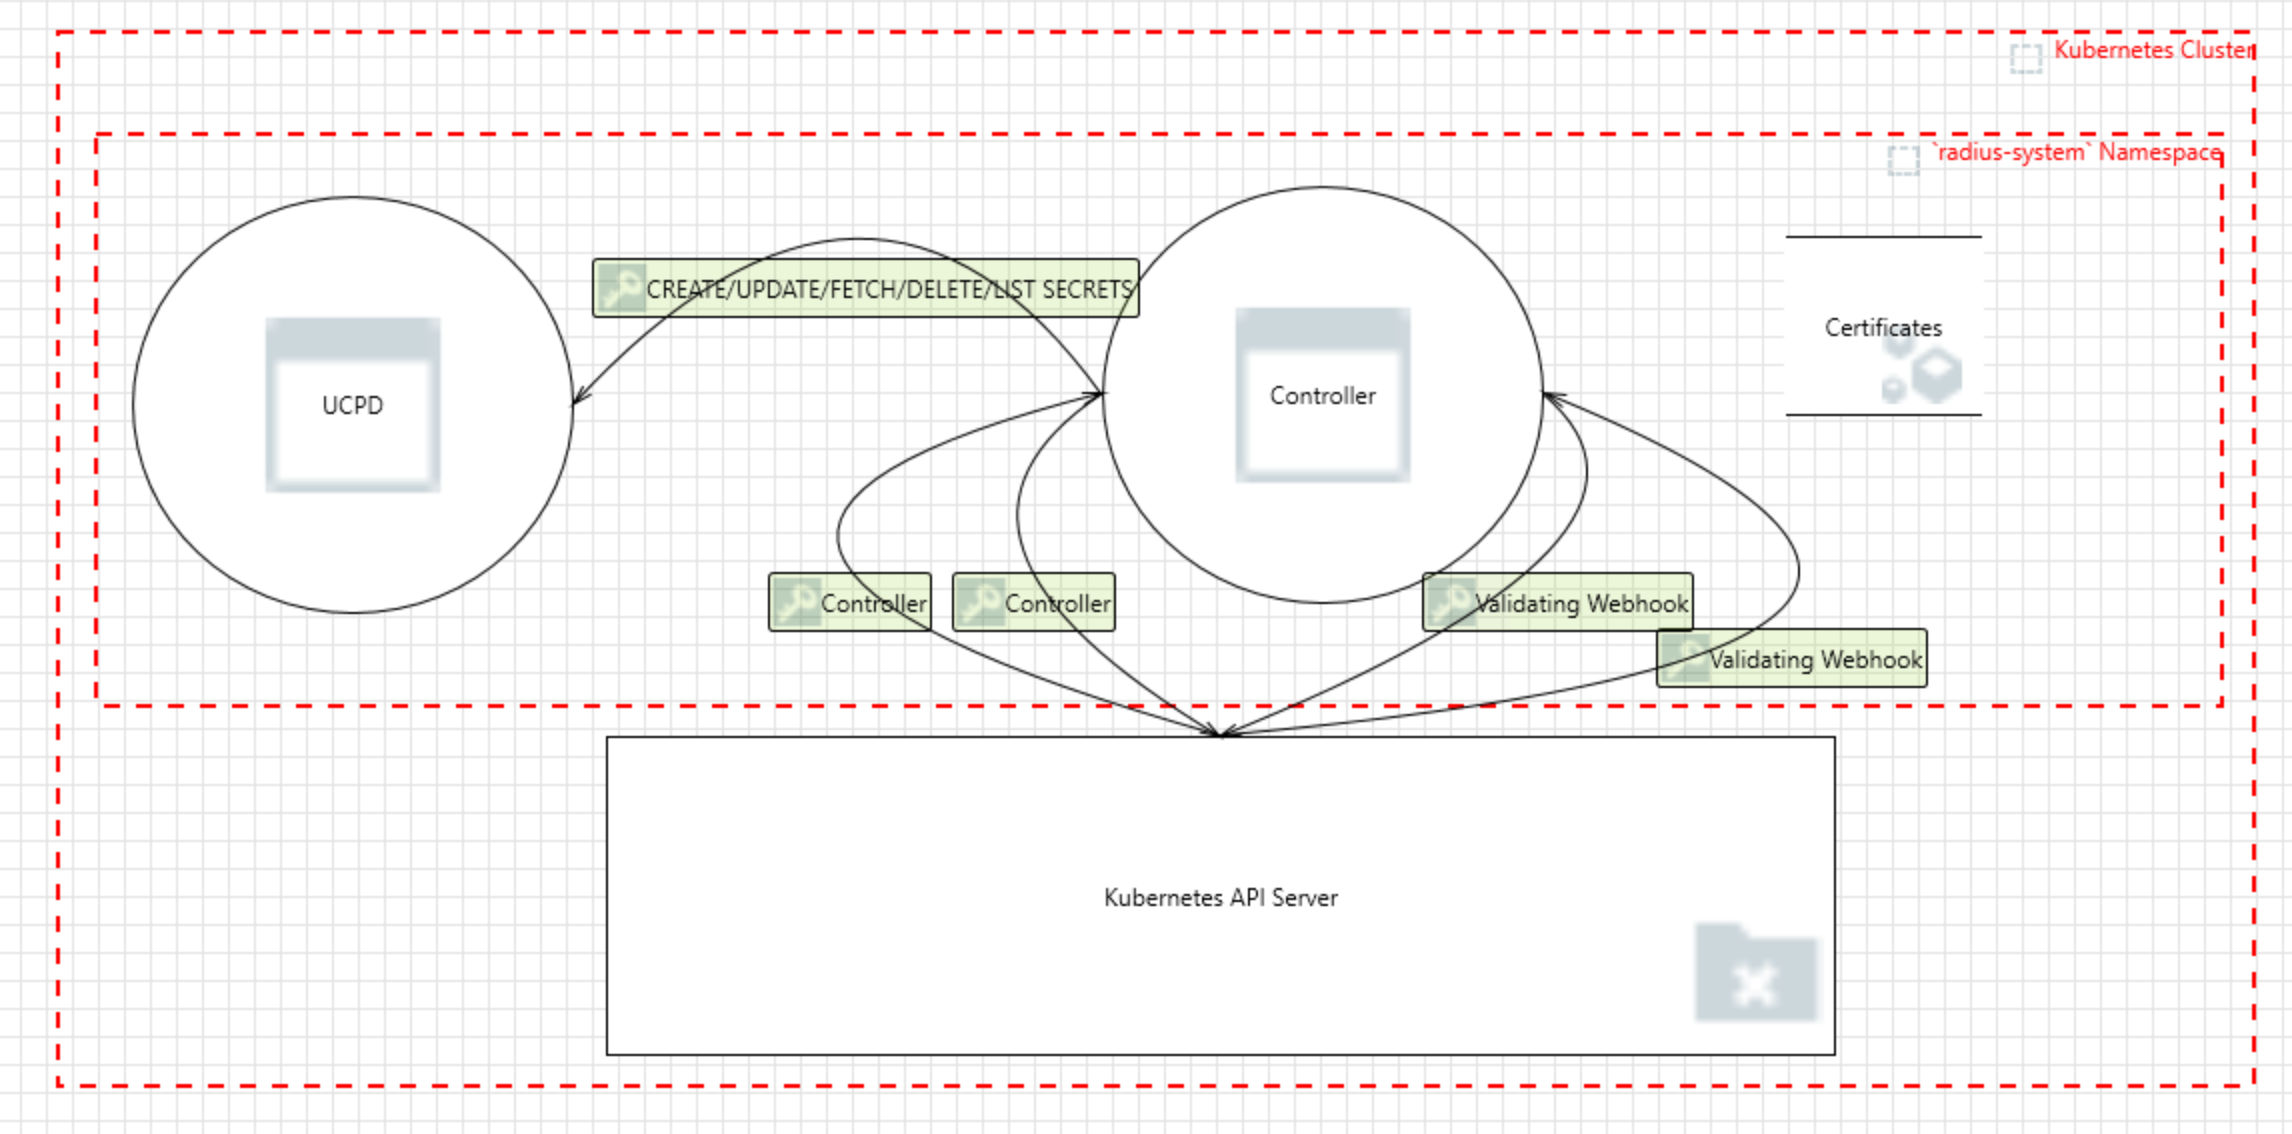 Kubernetes Cluster
`radius-system` Namespace
CREATE/UPDATE/FETCH/DELETE/LIST SECRETS
Certificates
UCPD
Controller
Controller
Controller
Validating Webhook
Validating Webhook
Kubernetes API Server